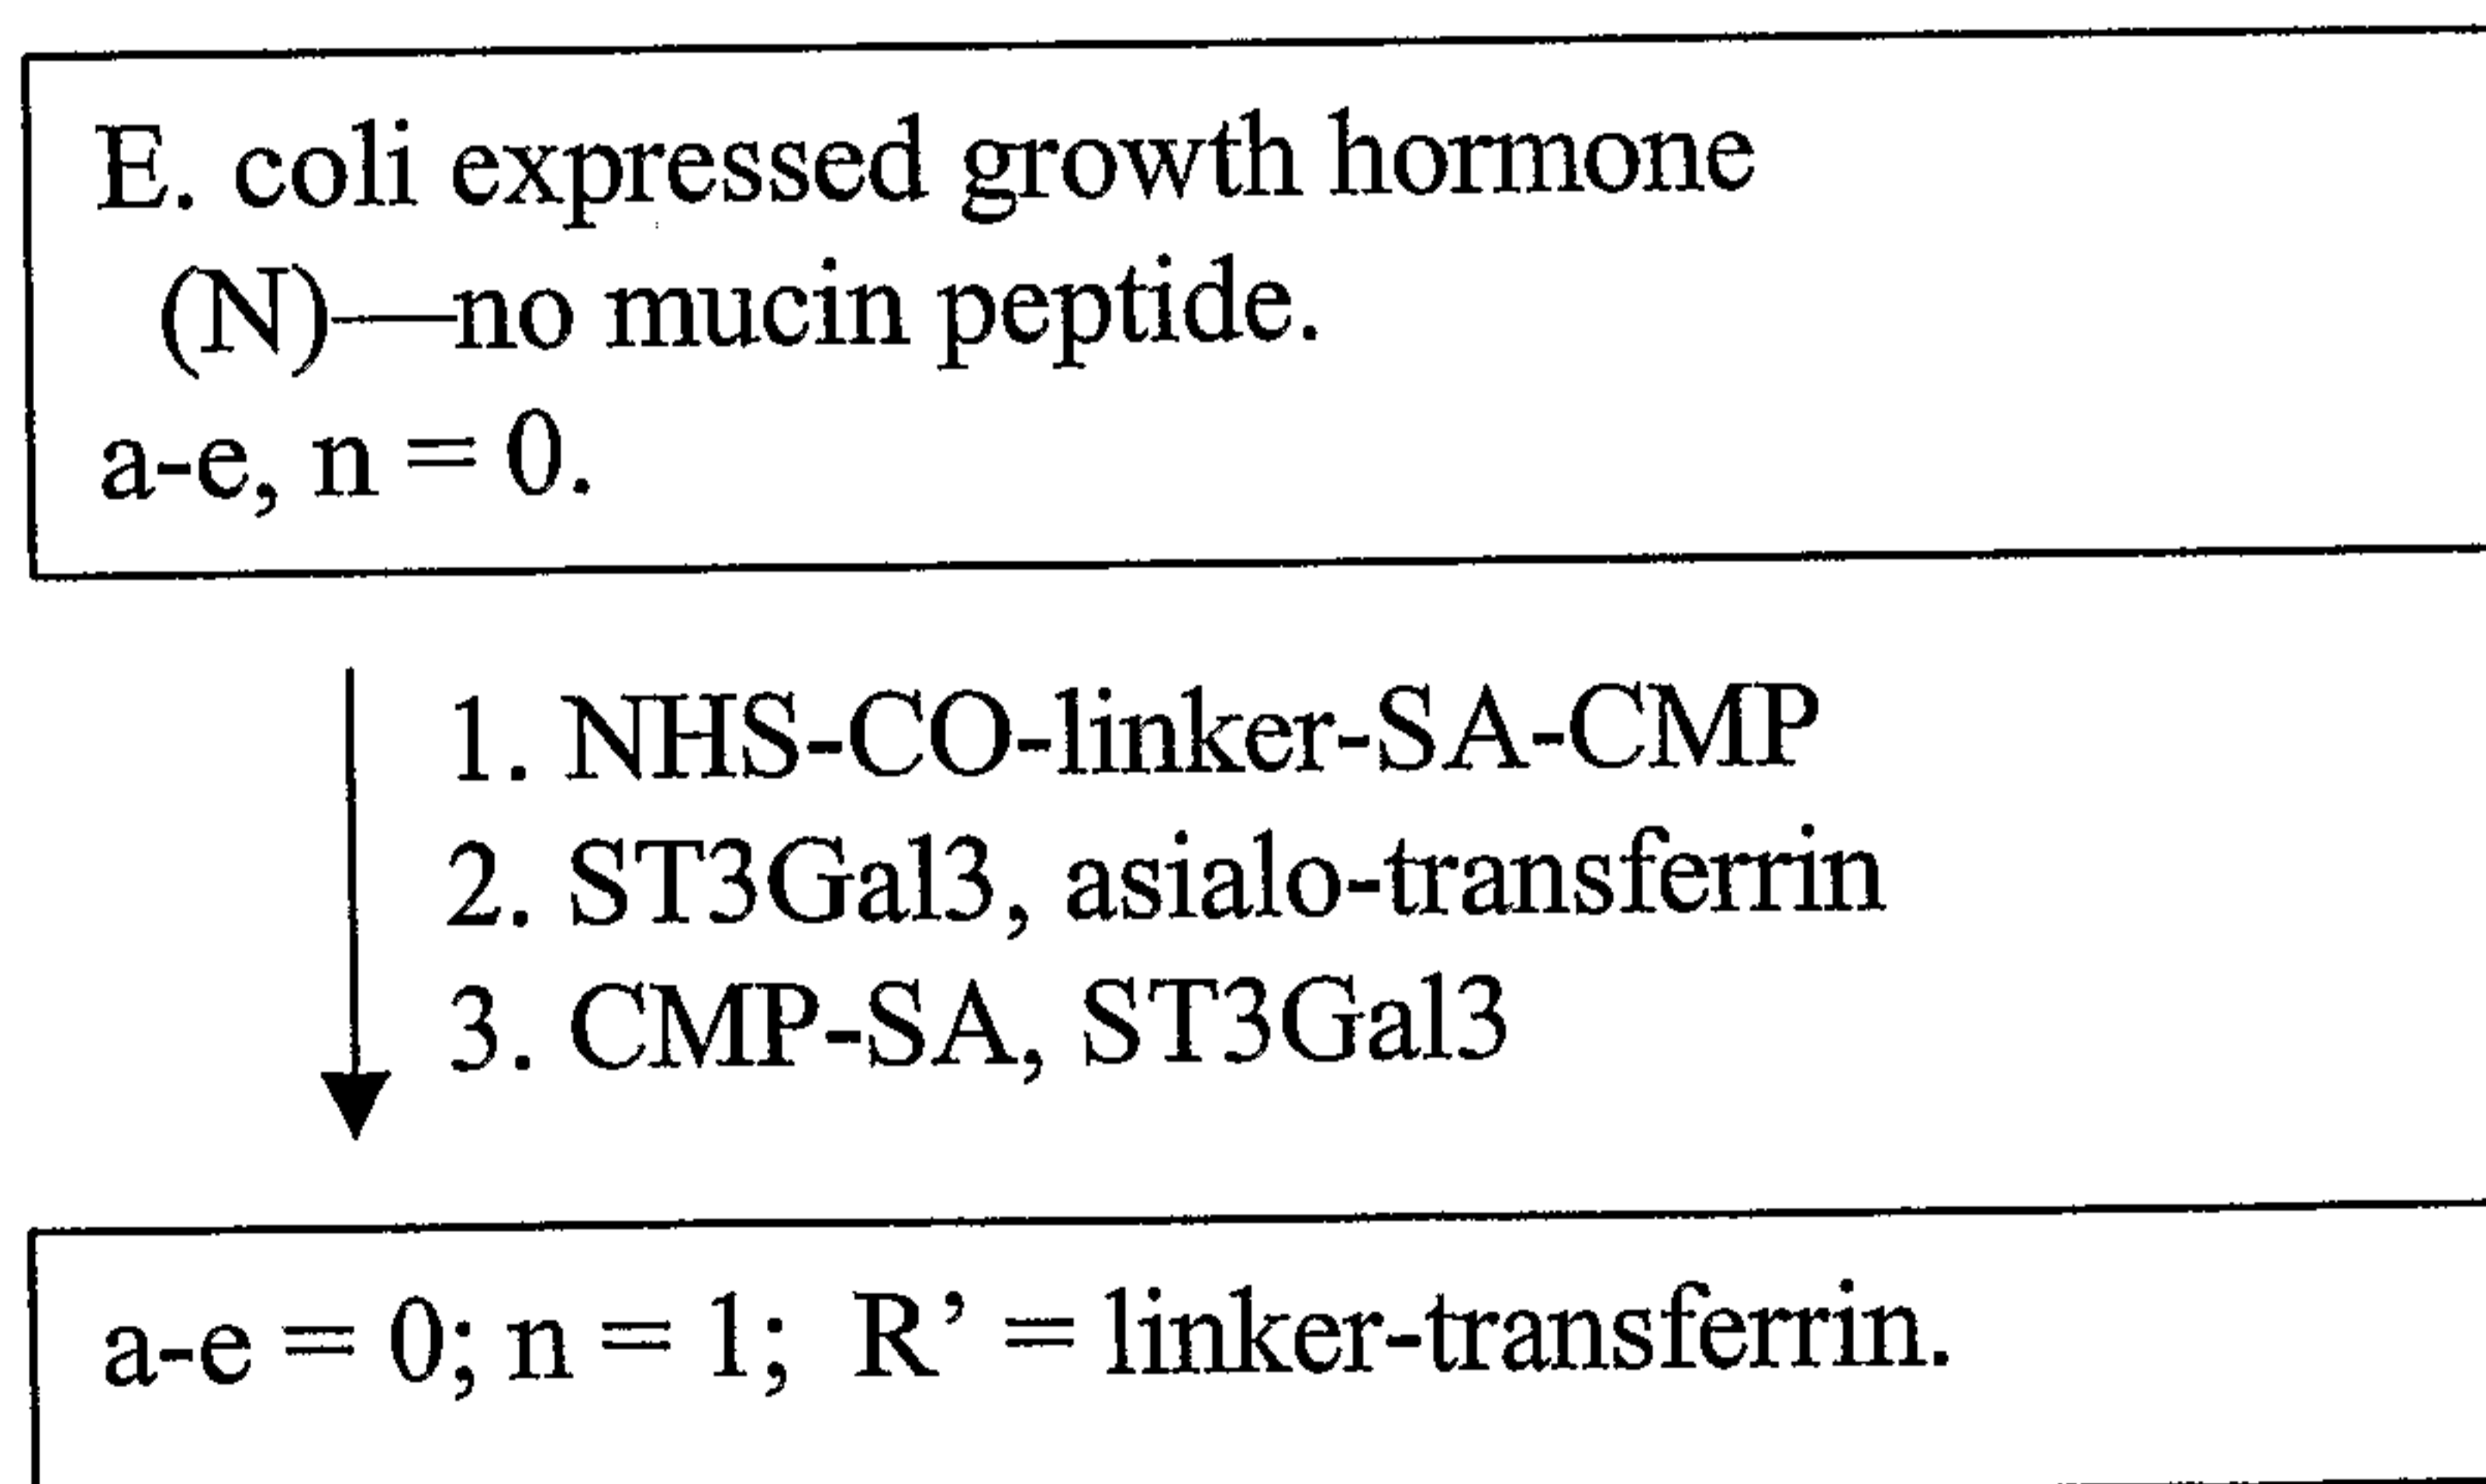 E. coli expressed growth hormone
(N)—no mucin peptide.
a-e, n = 0.
1. NHS-CO-linker-SA-CMP
2. ST3Gal3, asialo-transferrin
3. CMP-SA, ST3Gal3
a-e = 0; n = 1; R’ = linker-transferrin.